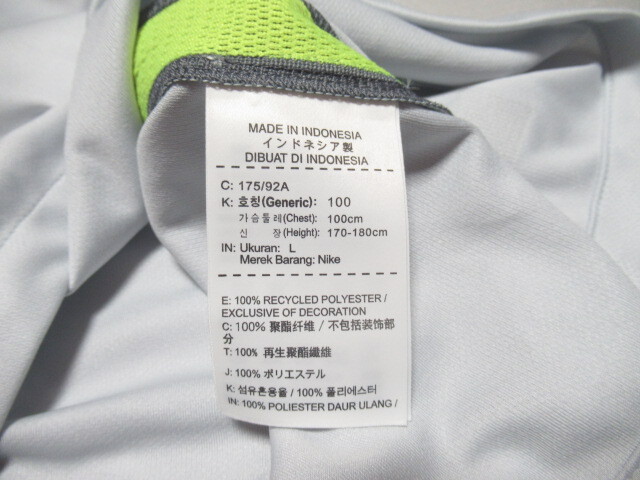 MADE IN INDONESIA
インドネシア製
DIBUAT DI INDONESIA
C: 175/92A
K: 호칭(Generic): 100
가슴둘레(Chest): 100cm
신 장(Height): 170-180cm
IN: Ukuran: L
Merek Barang: Nike
E: 100% RECYCLED POLYESTER /
EXCLUSIVE OF DECORATION
C: 100% 聚酯纤维 / 不包括装饰部
分
T: 100% 再生聚酯纖維
J: 100% ポリエステル
K: 섬유혼용율 / 100% 폴리에스터
IN: 100% POLIESTER DAUR ULANG /